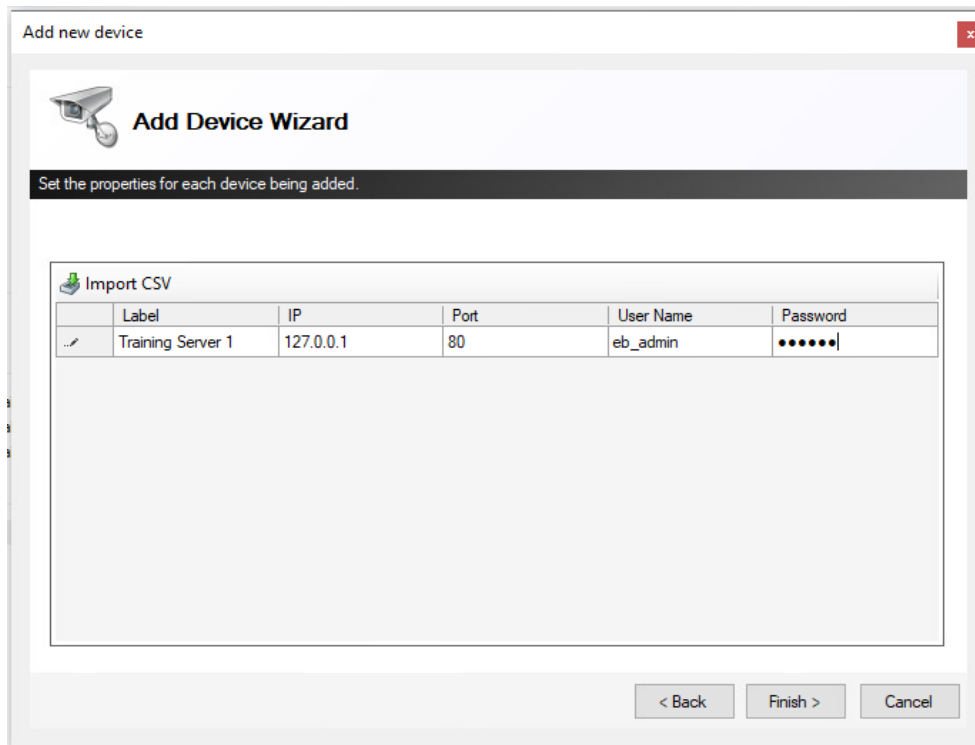 Add new device
x
Add Device Wizard
Set the properties for each device being added.
Import CSV
Label IP Port User Name Password
Training Server 1 127.0.0.1 80 eb_admin ••••••
< Back Finish > Cancel